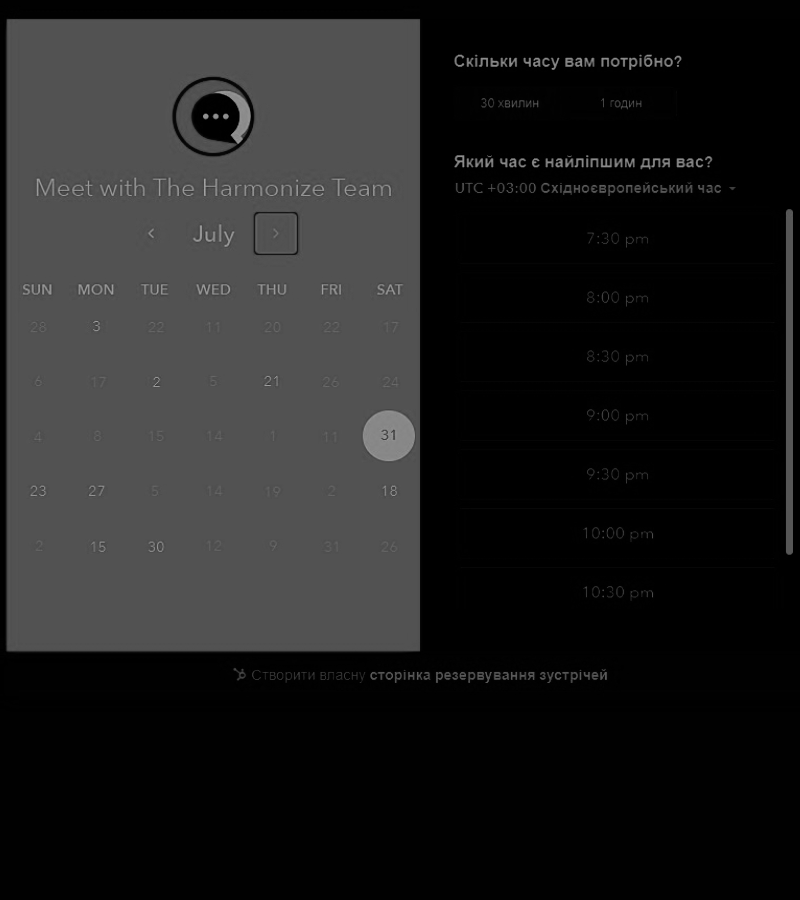 Meet with The Harmonize Team
July
SUN MON TUE WED THU FRI SAT
28 3 22 11 20 22 17
6 17 2 5 21 26 24
4 8 15 14 1 11 31
23 27 5 14 19 2 18
2 15 30 12 9 31 26
Скільки часу вам потрібно?
30 хвилин 1 годин
Який час є найліпшим для вас?
UTC +03:00 Східноєвропейський час
7:30 pm
8:00 pm
8:30 pm
9:00 pm
9:30 pm
10:00 pm
10:30 pm
Створити власну сторінка резервування зустрічей